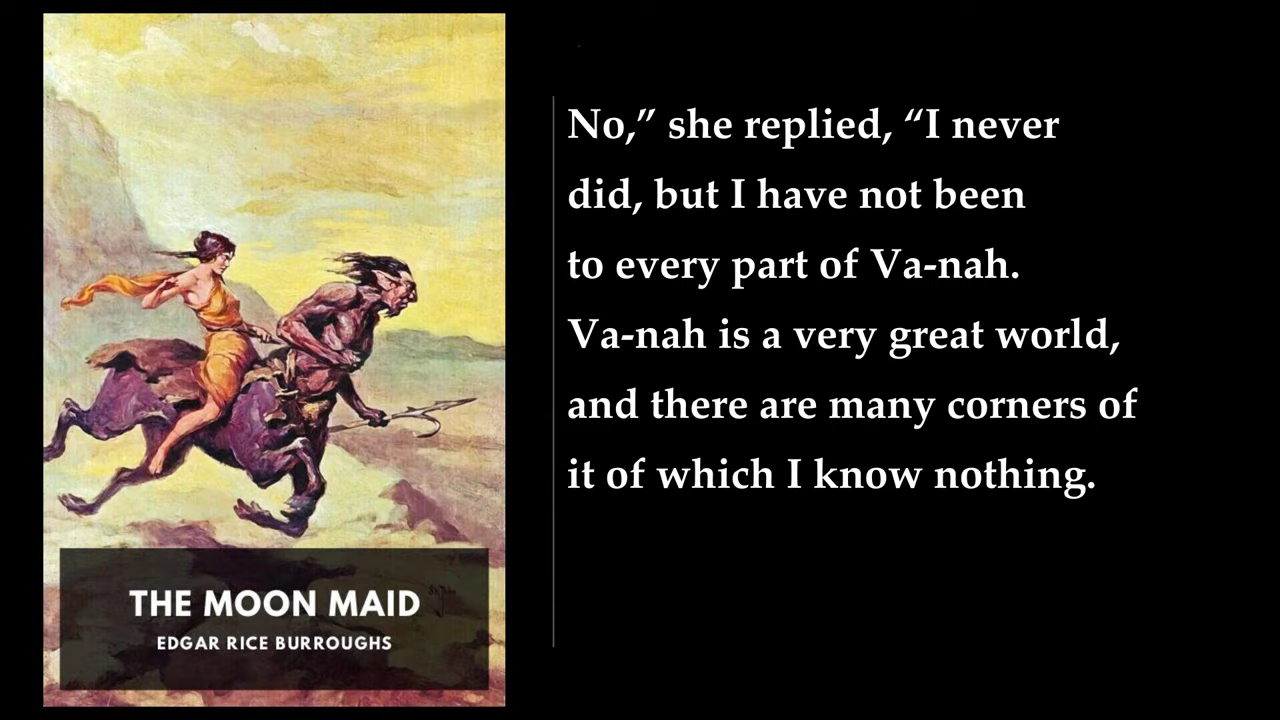 No,” she replied, “I never
did, but I have not been
to every part of Va-nah.
Va-nah is a very great world,
and there are many corners of
it of which I know nothing.
THE MOON MAID
EDGAR RICE BURROUGHS